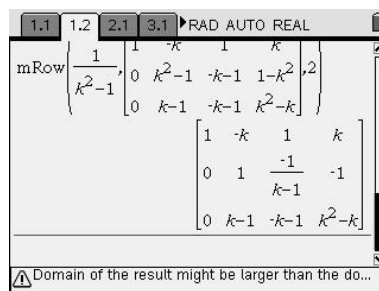 1.1 1.2 2.1 3.1 RAD AUTO REAL
mRow(1/(k²-1),[1 -k 1 k
0 k²-1 -k-1 1-k²
0 k-1 -k-1 k²-k],2)
[1 -k 1 k
0 1 -1/(k-1) -1
0 k-1 -k-1 k²-k]
⚠Domain of the result might be larger than the do...